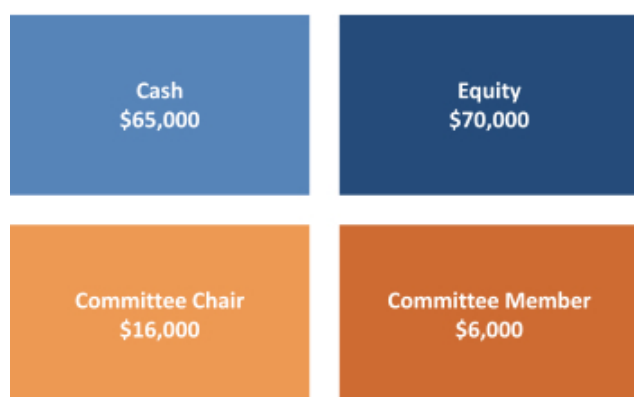 Cash
$65,000
Equity
$70,000
Committee Chair
$16,000
Committee Member
$6,000